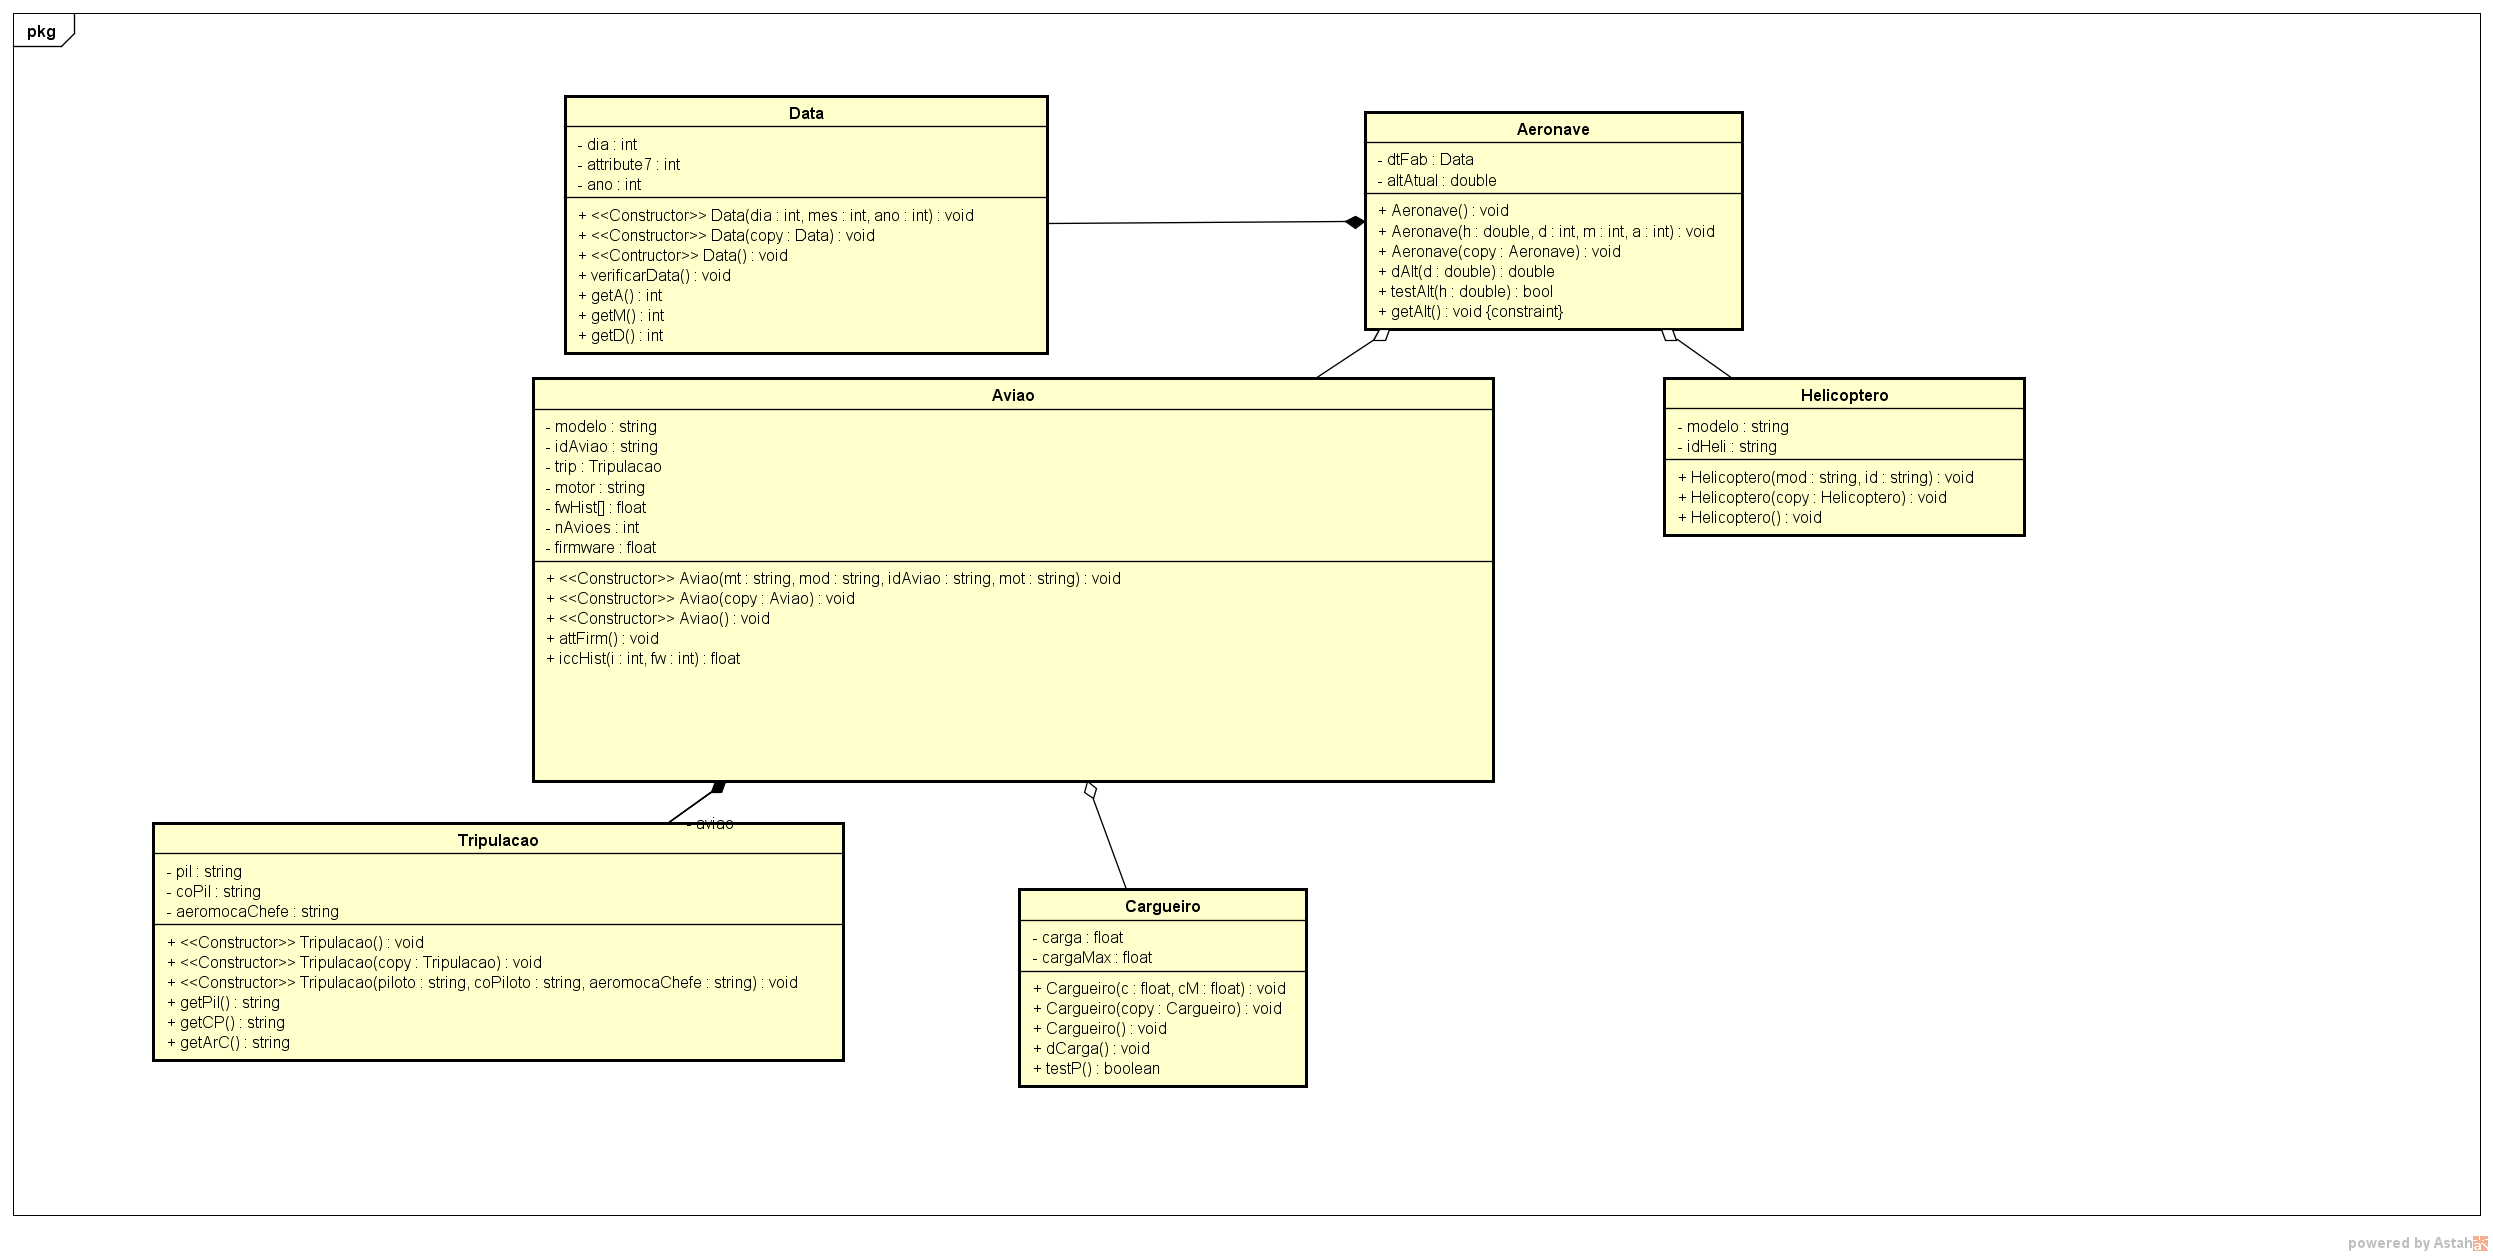 pkg
Data
- dia : int
- attribute7 : int
- ano : int
+ <<Constructor>> Data(dia : int, mes : int, ano : int) : void
+ <<Constructor>> Data(copy : Data) : void
+ <<Contructor>> Data() : void
+ verificarData() : void
+ getA() : int
+ getM() : int
+ getD() : int
Aeronave
- dtFab : Data
- altAtual : double
+ Aeronave() : void
+ Aeronave(h : double, d : int, m : int, a : int) : void
+ Aeronave(copy : Aeronave) : void
+ dAlt(d : double) : double
+ testAlt(h : double) : bool
+ getAlt() : void {constraint}
Aviao
- modelo : string
- idAviao : string
- trip : Tripulacao
- motor : string
- fwHist[] : float
- nAvioes : int
- firmware : float
+ <<Constructor>> Aviao(mt : string, mod : string, idAviao : string, mot : string) : void
+ <<Constructor>> Aviao(copy : Aviao) : void
+ <<Constructor>> Aviao() : void
+ attFirm() : void
+ iccHist(i : int, fw : int) : float
Helicoptero
- modelo : string
- idHeli : string
+ Helicoptero(mod : string, id : string) : void
+ Helicoptero(copy : Helicoptero) : void
+ Helicoptero() : void
- aviao
Tripulacao
- pil : string
- coPil : string
- aeromocaChefe : string
+ <<Constructor>> Tripulacao() : void
+ <<Constructor>> Tripulacao(copy : Tripulacao) : void
+ <<Constructor>> Tripulacao(piloto : string, coPiloto : string, aeromocaChefe : string) : void
+ getPil() : string
+ getCP() : string
+ getArC() : string
Cargueiro
- carga : float
- cargaMax : float
+ Cargueiro(c : float, cM : float) : void
+ Cargueiro(copy : Cargueiro) : void
+ Cargueiro() : void
+ dCarga() : void
+ testP() : boolean
powered by Astah